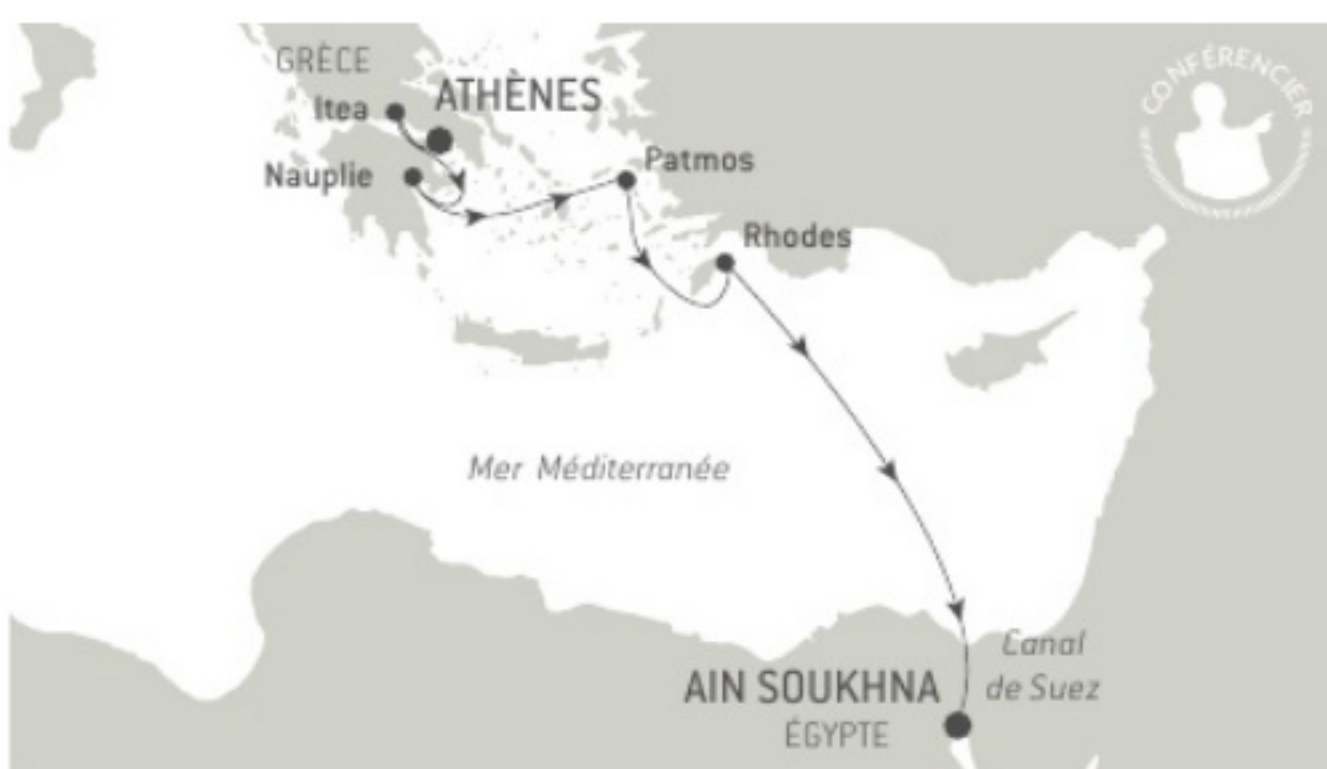 GRÈCE
Itea
ATHÈNES
Nauplie
Patmos
Rhodes
Mer Méditerranée
Canal
de Suez
AIN SOUKHNA
ÉGYPTE
CONFÉRENCIER